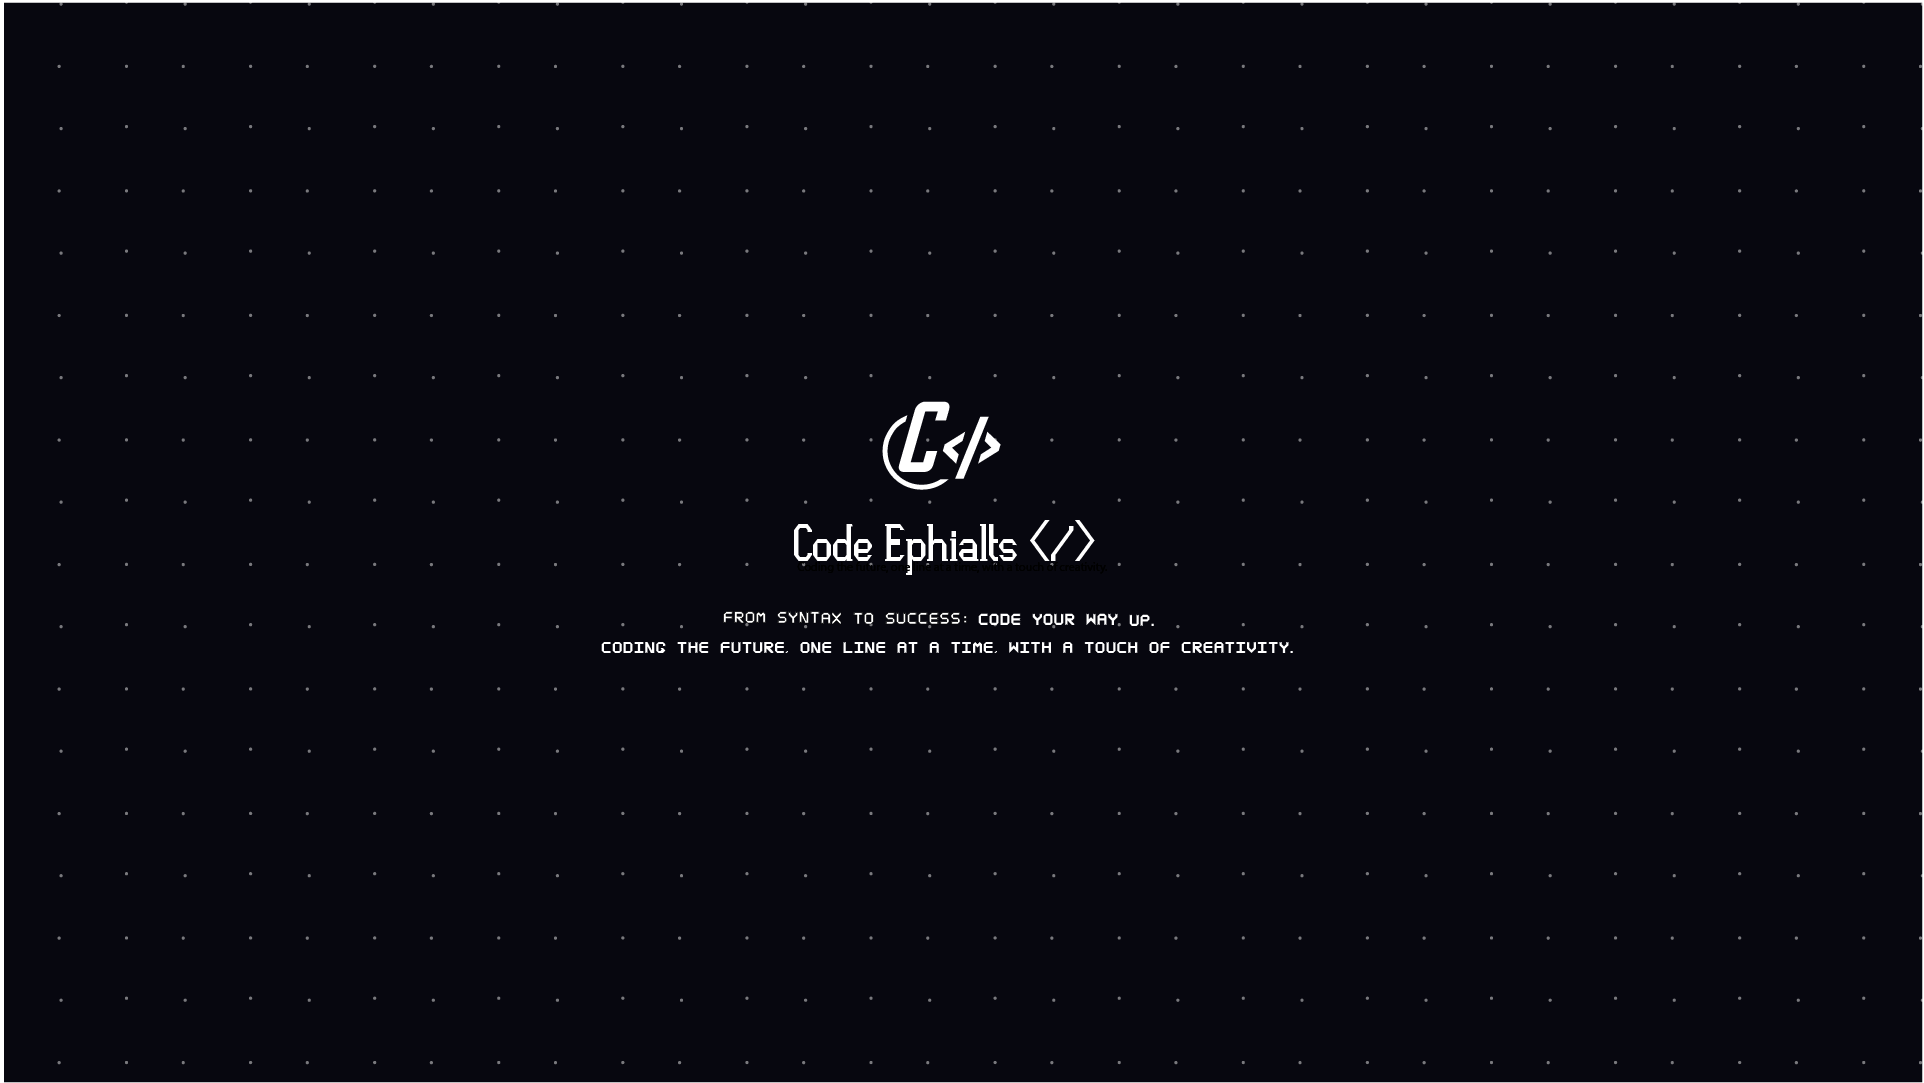 C</>
Code Ephialts </>
FROM SYNTAX TO SUCCESS: CODE YOUR WAY UP.
CODING THE FUTURE, ONE LINE AT A TIME, WITH A TOUCH OF CREATIVITY.